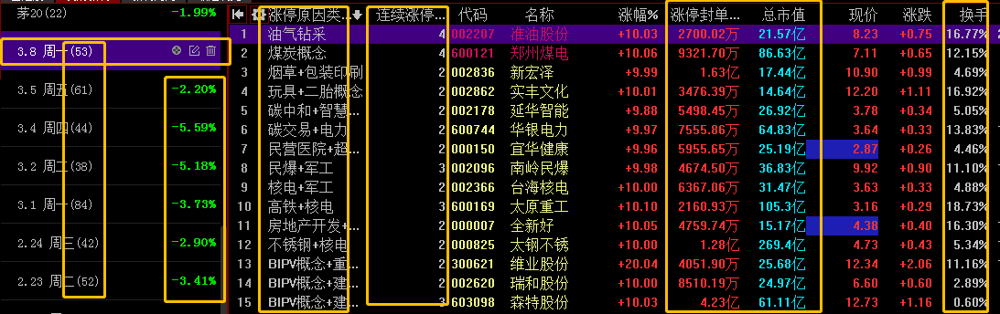 茅20(22) -1.99%
3.8 周一(53)
3.5 周五(61) -2.20%
3.4 周四(44) -5.59%
3.2 周二(38) -5.18%
3.1 周一(84) -3.73%
2.24 周三(42) -2.90%
2.23 周二(52) -3.41%
涨停原因类... 连续涨停... 代码 名称 涨幅% 涨停封单... 总市值 现价 涨跌 换手
1 油气钻采 4 002207 准油股份 +10.03 2700.02万 21.57亿 8.23 +0.75 16.77%
2 煤炭概念 4 600121 郑州煤电 +10.06 9321.70万 86.63亿 7.11 +0.65 12.15%
3 烟草+包装印刷 2 002836 新宏泽 +9.99 1.63亿 17.44亿 10.90 +0.99 4.69%
4 玩具+二胎概念 2 002862 实丰文化 +10.01 3476.39万 14.64亿 12.20 +1.11 16.92%
5 碳中和+智慧... 2 002178 延华智能 +9.88 5498.45万 26.92亿 3.78 +0.34 5.05%
6 碳交易+电力 2 600744 华银电力 +9.97 7555.86万 64.83亿 3.64 +0.33 13.83%
7 民营医院+超... 2 000150 宜华健康 +9.96 5955.65万 25.19亿 2.87 +0.26 4.46%
8 民爆+军工 3 002096 南岭民爆 +9.98 4674.50万 36.83亿 9.92 +0.90 11.10%
9 核电+军工 2 002366 台海核电 +10.00 6367.06万 31.47亿 3.63 +0.33 4.88%
10 高铁+核电 3 600169 太原重工 +10.10 2160.93万 105.3亿 3.16 +0.29 18.73%
11 房地产开发+... 2 000007 全新好 +10.05 4759.74万 15.17亿 4.38 +0.40 16.30%
12 不锈钢+核电 2 000825 太钢不锈 +10.00 1.28亿 269.4亿 4.73 +0.43 5.34%
13 BIPV概念+重... 2 300621 维业股份 +20.04 4051.90万 25.68亿 12.34 +2.06 11.16%
14 BIPV概念+建... 2 002620 瑞和股份 +10.00 8510.19万 24.97亿 6.60 +0.60 2.89%
15 BIPV概念+建... 3 603098 森特股份 +10.03 4.23亿 61.11亿 12.73 +1.16 0.60%